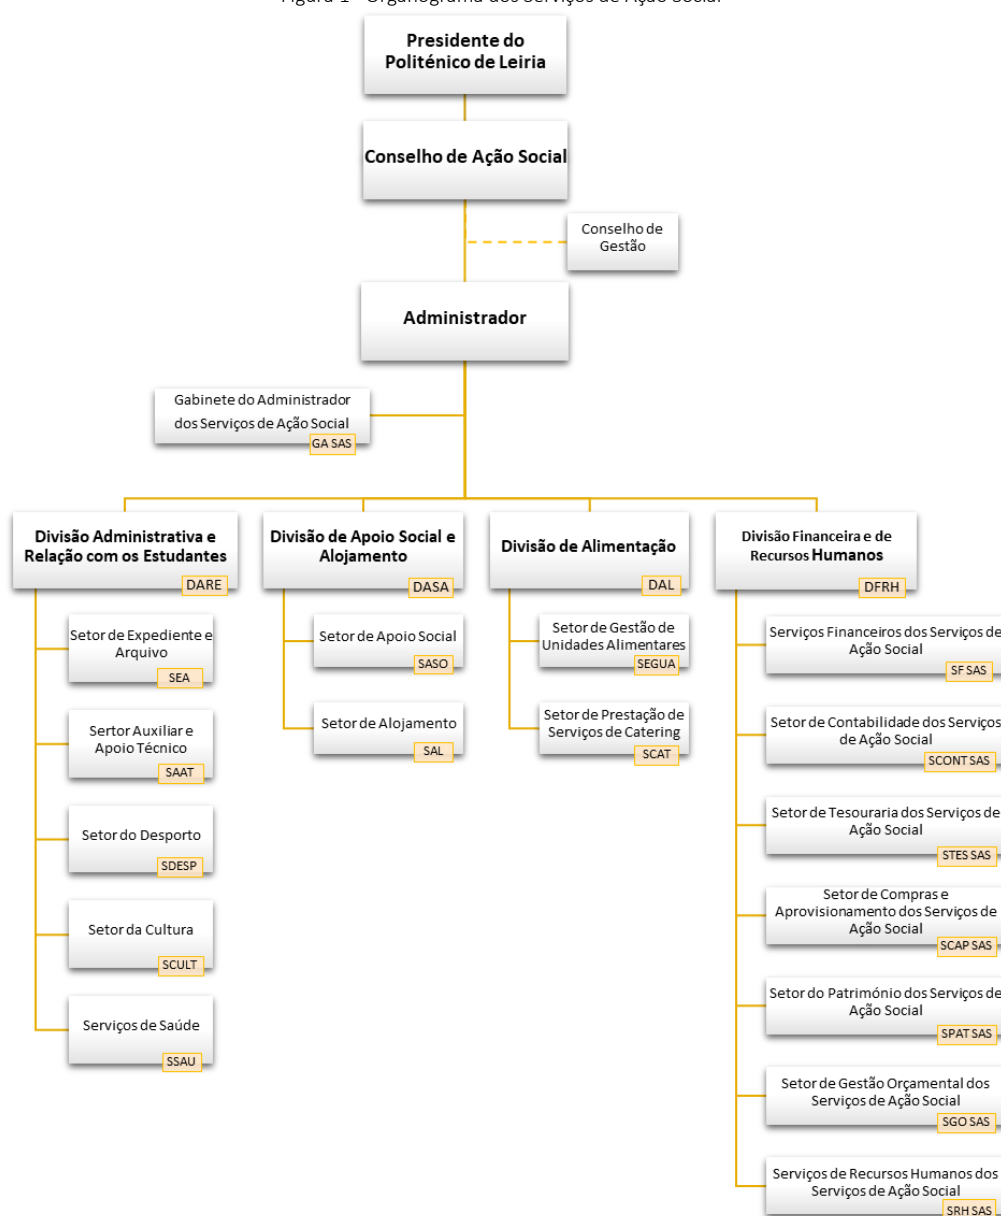 Figura 1 - Organograma dos Serviços de Ação Social
Presidente do
Politénico de Leiria
Conselho de Ação Social
Conselho de
Gestão
Administrador
Gabinete do Administrador
dos Serviços de Ação Social
GA SAS
Divisão Administrativa e
Relação com os Estudantes
DARE
Setor de Expediente e
Arquivo
SEA
Sertor Auxiliar e
Apoio Técnico
SAAT
Setor do Desporto
SDESP
Setor da Cultura
SCULT
Serviços de Saúde
SSAU
Divisão de Apoio Social e
Alojamento
DASA
Setor de Apoio Social
SASO
Setor de Alojamento
SAL
Divisão de Alimentação
DAL
Setor de Gestão de
Unidades Alimentares
SEGUA
Setor de Prestação de
Serviços de Catering
SCAT
Divisão Financeira e de
Recursos Humanos
DFRH
Serviços Financeiros dos Serviços de
Ação Social
SF SAS
Setor de Contabilidade dos Serviços
de Ação Social
SCONT SAS
Setor de Tesouraria dos Serviços de
Ação Social
STES SAS
Setor de Compras e
Aprovisionamento dos Serviços de
Ação Social
SCAP SAS
Setor do Património dos Serviços de
Ação Social
SPAT SAS
Setor de Gestão Orçamental dos
Serviços de Ação Social
SGO SAS
Serviços de Recursos Humanos dos
Serviços de Ação Social
SRH SAS